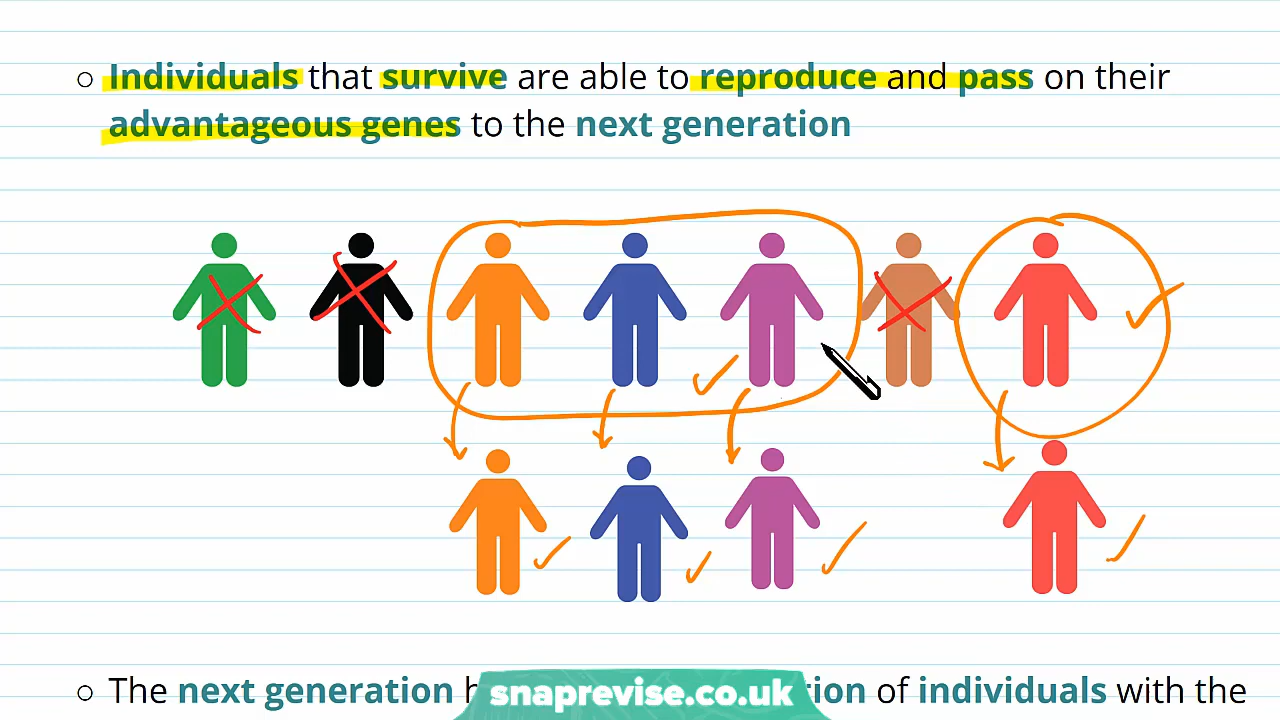 Individuals that survive are able to reproduce and pass on their
advantageous genes to the next generation
The next generation of individuals with the
snaprevise.co.uk